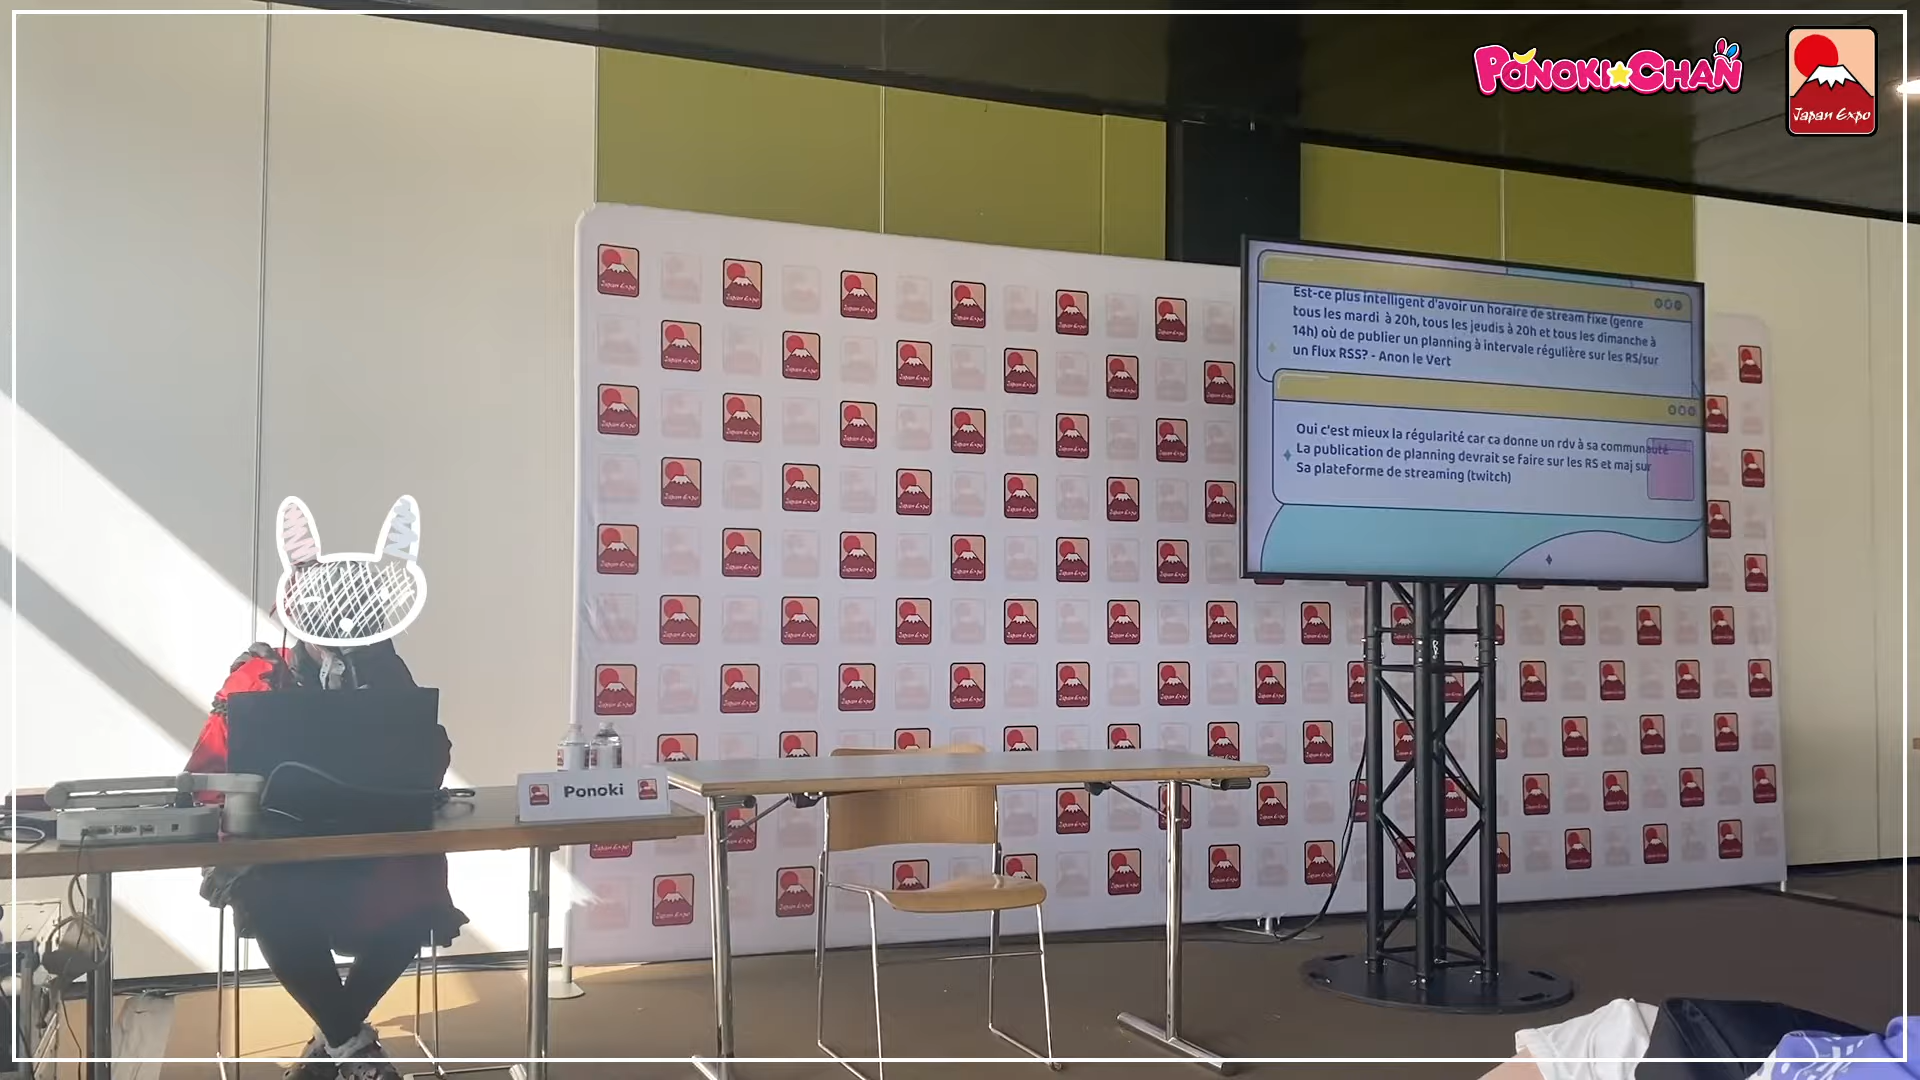 PONOKI CHAN
Japan Expo
Est-ce plus intelligent d'avoir un horaire de stream fixe (genre
tous les mardi à 20h, tous les jeudis à 20h et tous les dimanche à
14h) où de publier un planning à intervale régulière sur les RS/sur
un flux RSS? - Anon le Vert
Oui c'est mieux la régularité car ca donne un rdv à sa communauté
La publication de planning devrait se faire sur les RS et maj sur
Sa plateforme de streaming (twitch)
Ponoki